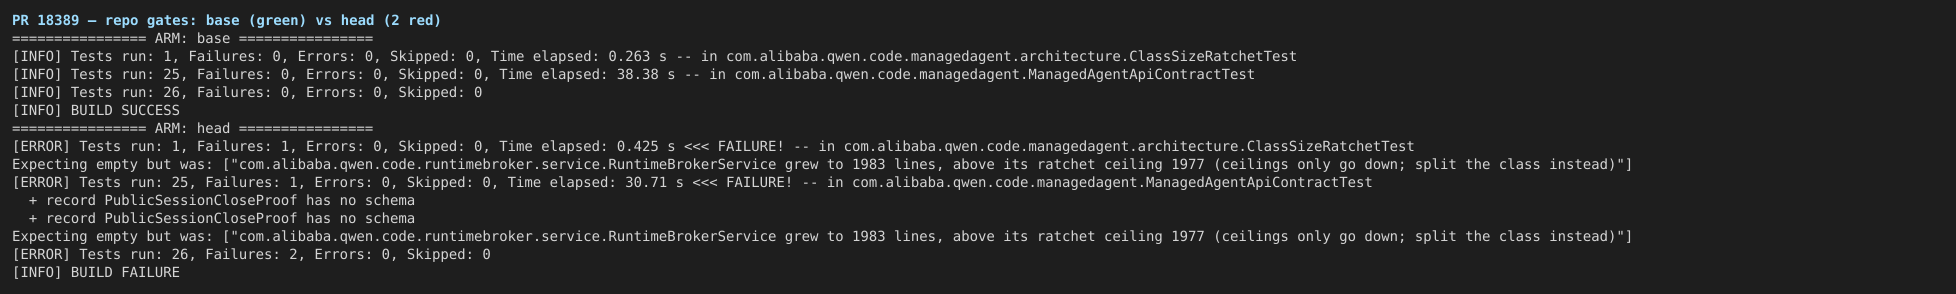 PR 18389 — repo gates: base (green) vs head (2 red)
================ ARM: base ================
[INFO] Tests run: 1, Failures: 0, Errors: 0, Skipped: 0, Time elapsed: 0.263 s -- in com.alibaba.qwen.code.managedagent.architecture.ClassSizeRatchetTest
[INFO] Tests run: 25, Failures: 0, Errors: 0, Skipped: 0, Time elapsed: 38.38 s -- in com.alibaba.qwen.code.managedagent.ManagedAgentApiContractTest
[INFO] Tests run: 26, Failures: 0, Errors: 0, Skipped: 0
[INFO] BUILD SUCCESS
================ ARM: head ================
[ERROR] Tests run: 1, Failures: 1, Errors: 0, Skipped: 0, Time elapsed: 0.425 s <<< FAILURE! -- in com.alibaba.qwen.code.managedagent.architecture.ClassSizeRatchetTest
Expecting empty but was: ["com.alibaba.qwen.code.runtimebroker.service.RuntimeBrokerService grew to 1983 lines, above its ratchet ceiling 1977 (ceilings only go down; split the class instead)"]
[ERROR] Tests run: 25, Failures: 1, Errors: 0, Skipped: 0, Time elapsed: 30.71 s <<< FAILURE! -- in com.alibaba.qwen.code.managedagent.ManagedAgentApiContractTest
  + record PublicSessionCloseProof has no schema
  + record PublicSessionCloseProof has no schema
Expecting empty but was: ["com.alibaba.qwen.code.runtimebroker.service.RuntimeBrokerService grew to 1983 lines, above its ratchet ceiling 1977 (ceilings only go down; split the class instead)"]
[ERROR] Tests run: 26, Failures: 2, Errors: 0, Skipped: 0
[INFO] BUILD FAILURE